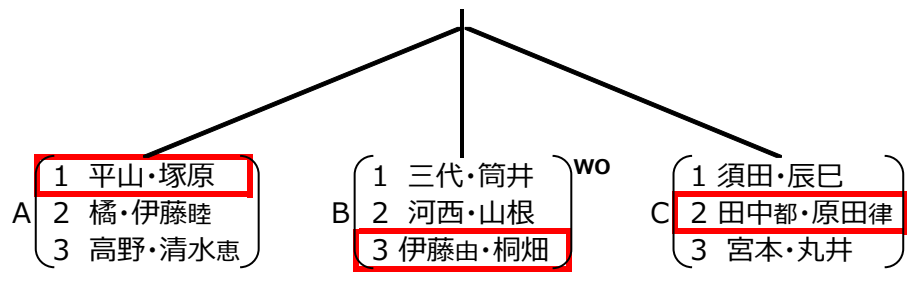 A
1 平山・塚原
2 橘・伊藤睦
3 高野・清水恵
B
1 三代・筒井 WO
2 河西・山根
3 伊藤由・桐畑
C
1 須田・辰巳
2 田中都・原田律
3 宮本・丸井